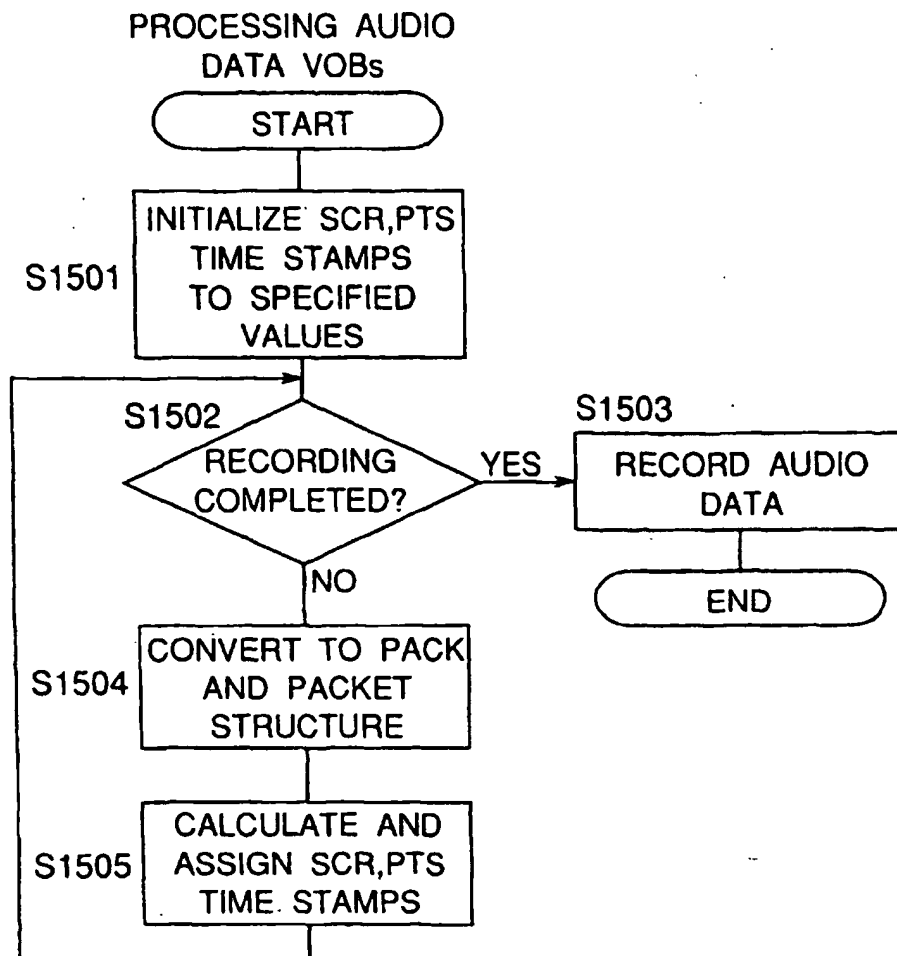 PROCESSING AUDIO
DATA VOBs
START
S1501
INITIALIZE SCR,PTS
TIME STAMPS
TO SPECIFIED
VALUES
S1502
RECORDING
COMPLETED?
YES
S1503
RECORD AUDIO
DATA
END
NO
S1504
CONVERT TO PACK
AND PACKET
STRUCTURE
S1505
CALCULATE AND
ASSIGN SCR,PTS
TIME STAMPS